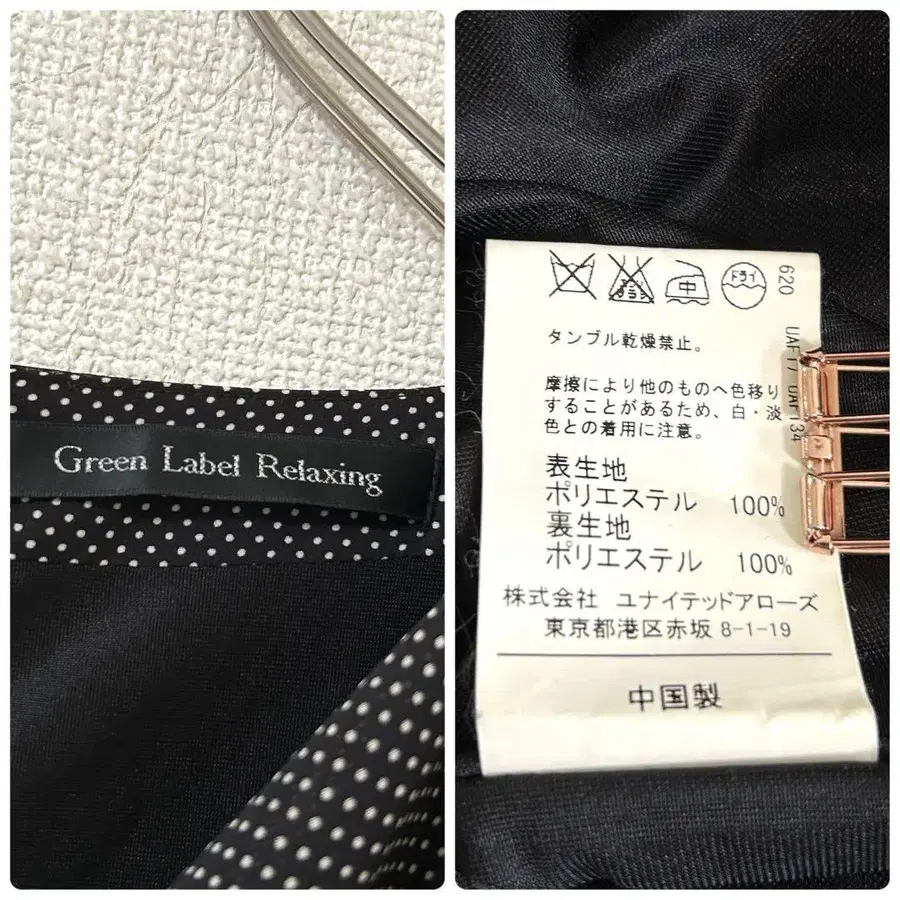 Green Label Relaxing
中
ドライ
620
タンブル乾燥禁止。
摩擦により他のものへ色移り
することがあるため、白・淡
色との着用に注意。
表生地
ポリエステル 100%
裏生地
ポリエステル 100%
株式会社 ユナイテッドアローズ
東京都港区赤坂 8-1-19
中国製